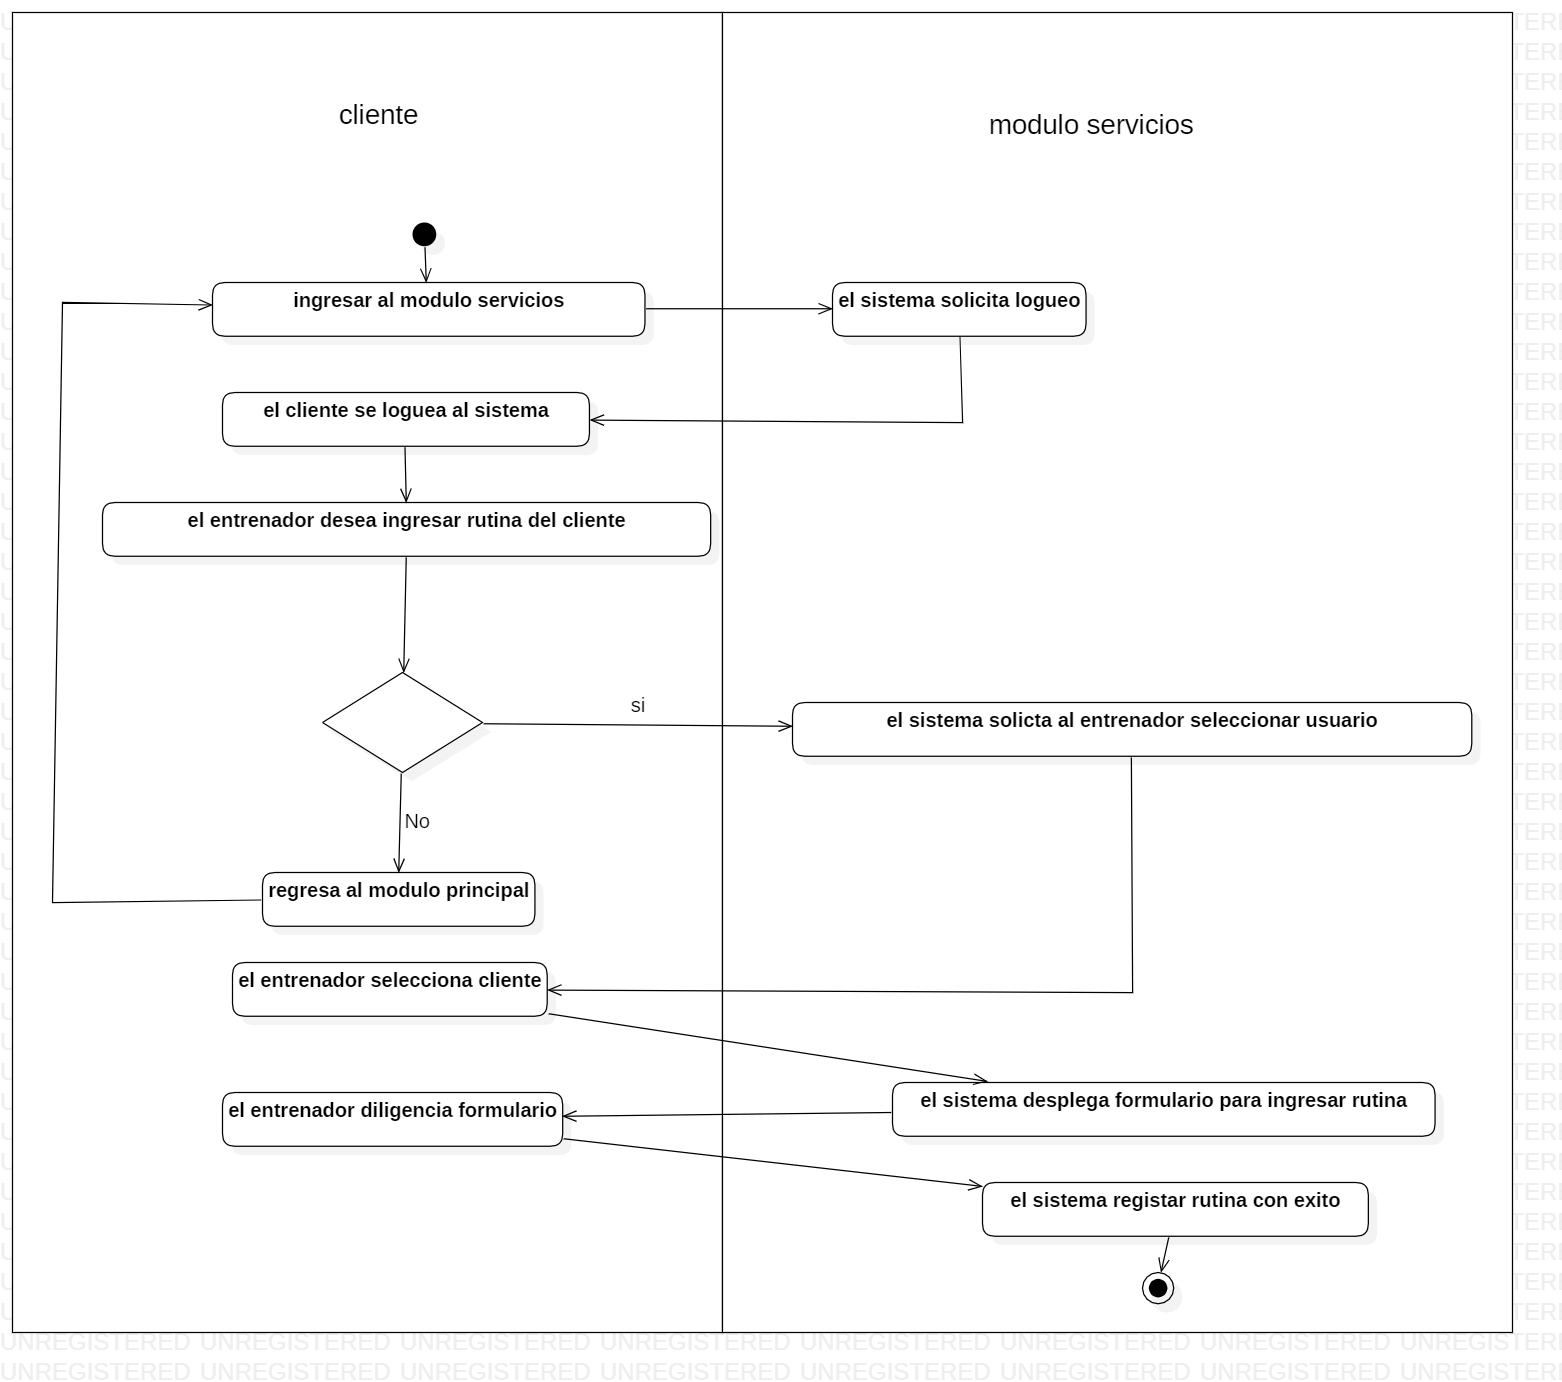 cliente
modulo servicios
ingresar al modulo servicios
el sistema solicita logueo
el cliente se loguea al sistema
el entrenador desea ingresar rutina del cliente
si
el sistema solicta al entrenador seleccionar usuario
No
regresa al modulo principal
el entrenador selecciona cliente
el sistema desplega formulario para ingresar rutina
el entrenador diligencia formulario
el sistema registar rutina con exito
UNREGISTERED UNREGISTERED UNREGISTERED UNREGISTERED UNREGISTERED UNREGISTERED UNREGISTERED UNREGISTERI
UNREGISTERED UNREGISTERED UNREGISTERED UNREGISTERED UNREGISTERED UNREGISTERED UNREGISTERED UNREGISTERI